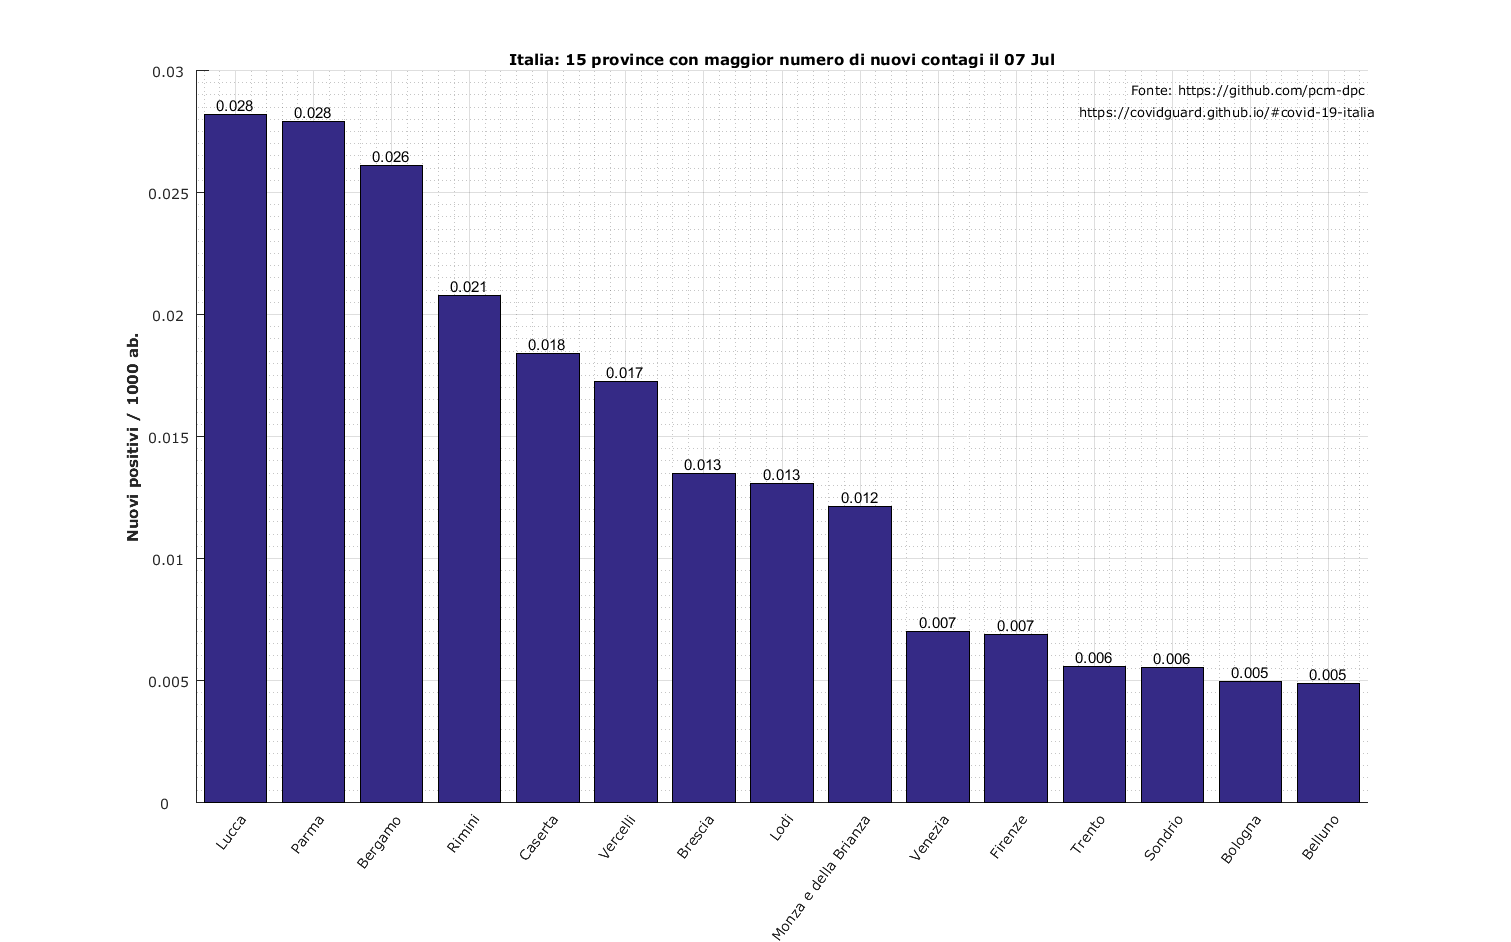 Italia: 15 province con maggior numero di nuovi contagi il 07 Jul
Fonte: https://github.com/pcm-dpc
https://covidguard.github.io/#covid-19-italia
Nuovi positivi / 1000 ab.
0.03
0.025
0.02
0.015
0.01
0.005
0
0.028
0.028
0.026
0.021
0.018
0.017
0.013
0.013
0.012
0.007
0.007
0.006
0.006
0.005
0.005
Lucca
Parma
Bergamo
Rimini
Caserta
Vercelli
Brescia
Lodi
Monza e della Brianza
Venezia
Firenze
Trento
Sondrio
Bologna
Belluno